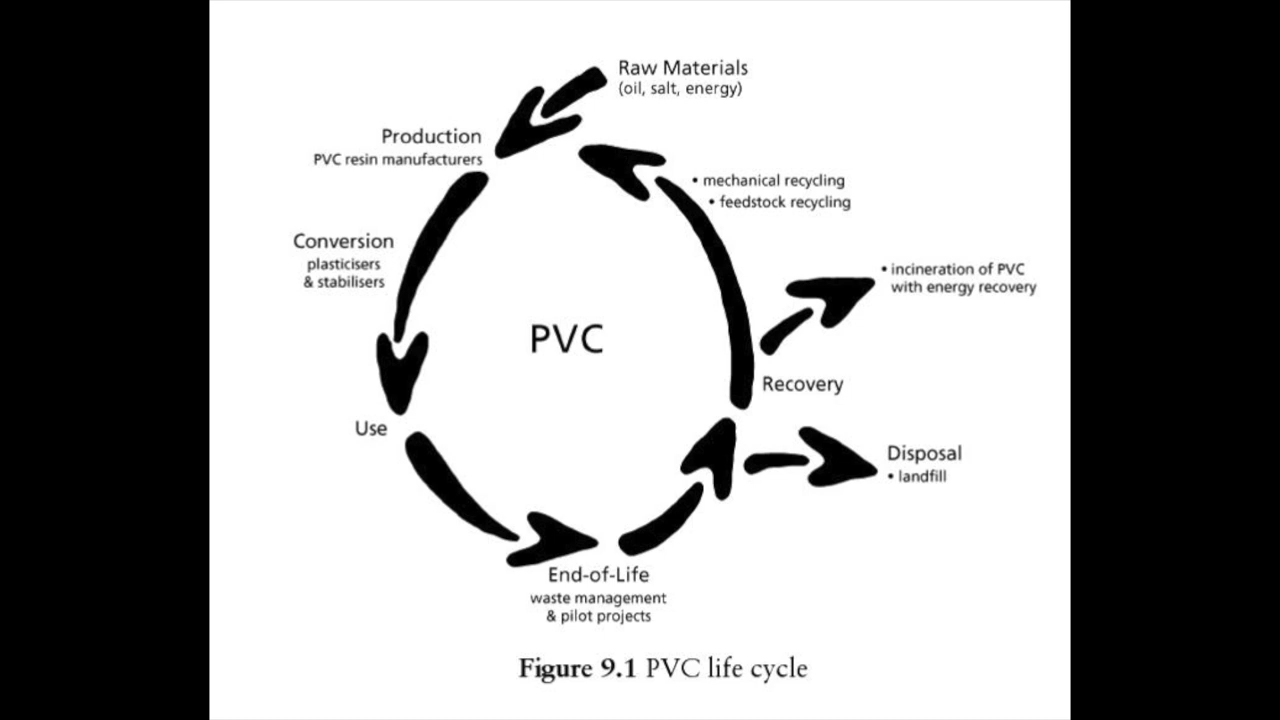 Raw Materials
(oil, salt, energy)
Production
PVC resin manufacturers
• mechanical recycling
• feedstock recycling
Conversion
plasticisers
& stabilisers
• incineration of PVC
with energy recovery
PVC
Recovery
Use
Disposal
• landfill
End-of-Life
waste management
& pilot projects
Figure 9.1 PVC life cycle